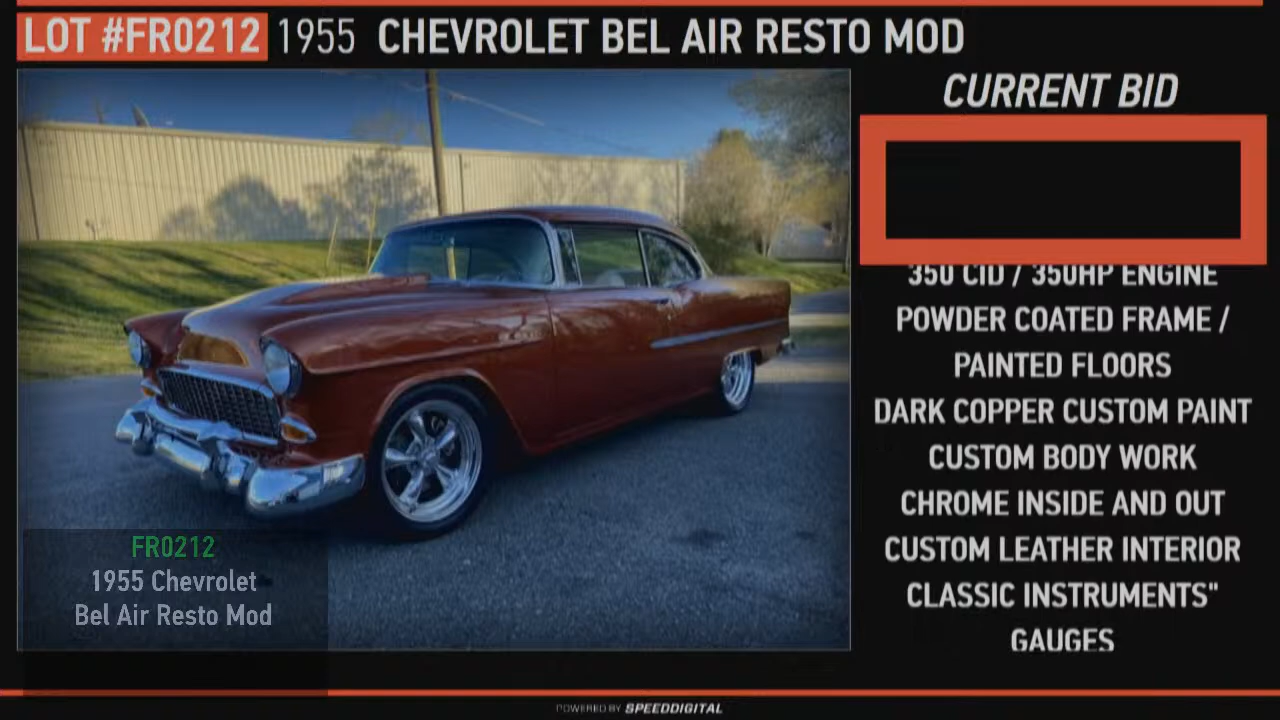 LOT #FR0212 1955 CHEVROLET BEL AIR RESTO MOD
CURRENT BID
350 CID / 350HP ENGINE
POWDER COATED FRAME /
PAINTED FLOORS
DARK COPPER CUSTOM PAINT
CUSTOM BODY WORK
CHROME INSIDE AND OUT
CUSTOM LEATHER INTERIOR
CLASSIC INSTRUMENTS"
GAUGES
FR0212
1955 Chevrolet
Bel Air Resto Mod
POWERED BY SPEEDDIGITAL